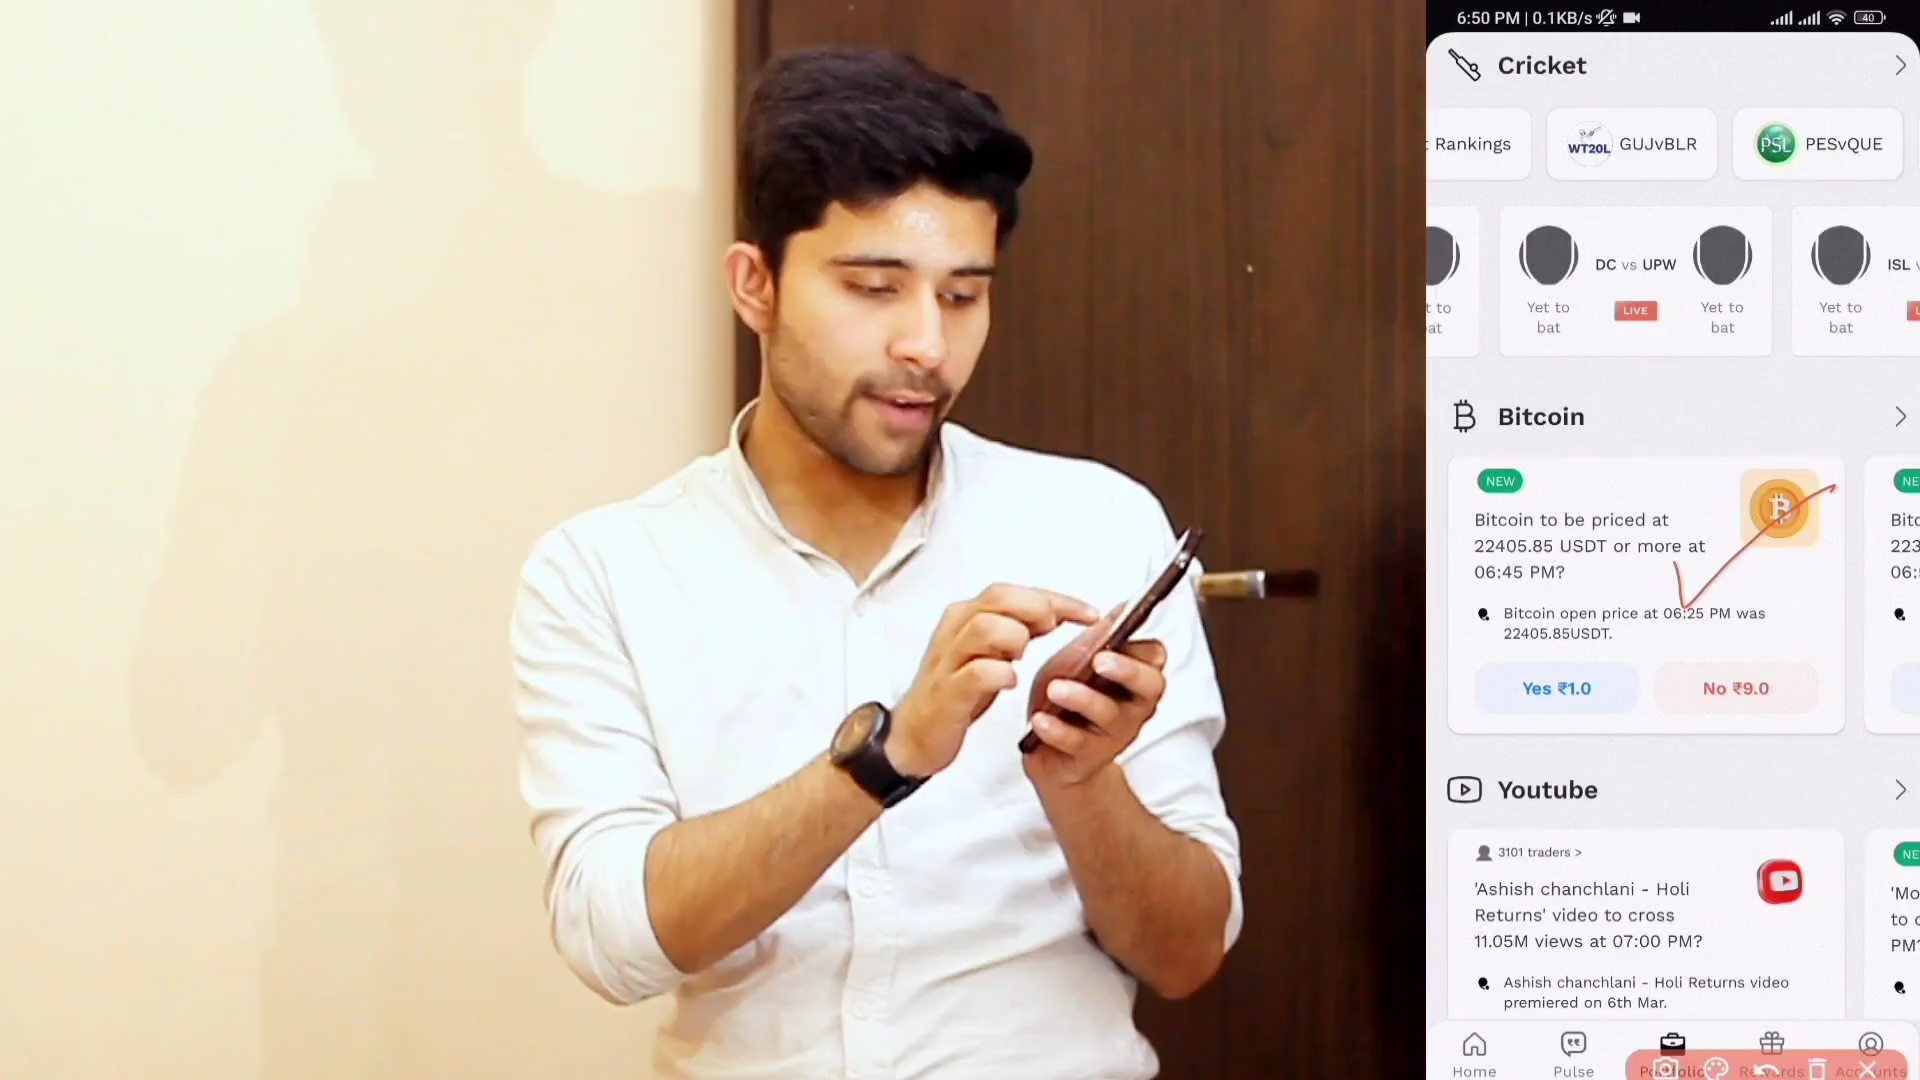 6:50 PM | 0.1KB/s
40
Cricket
Rankings
WT20L GUJvBLR
PSL PESvQUE
DC vs UPW
ISL
Yet to
bat
LIVE
Yet to
bat
Yet to
bat
Bitcoin
NEW
Bitcoin to be priced at
22405.85 USDT or more at
06:45 PM?
Bitcoin open price at 06:25 PM was
22405.85USDT.
Yes ₹1.0
No ₹9.0
Youtube
3101 traders >
'Ashish chanchlani - Holi
Returns' video to cross
11.05M views at 07:00 PM?
Ashish chanchlani - Holi Returns video
premiered on 6th Mar.
Home
Pulse
Portfolio
Rewards
Accounts